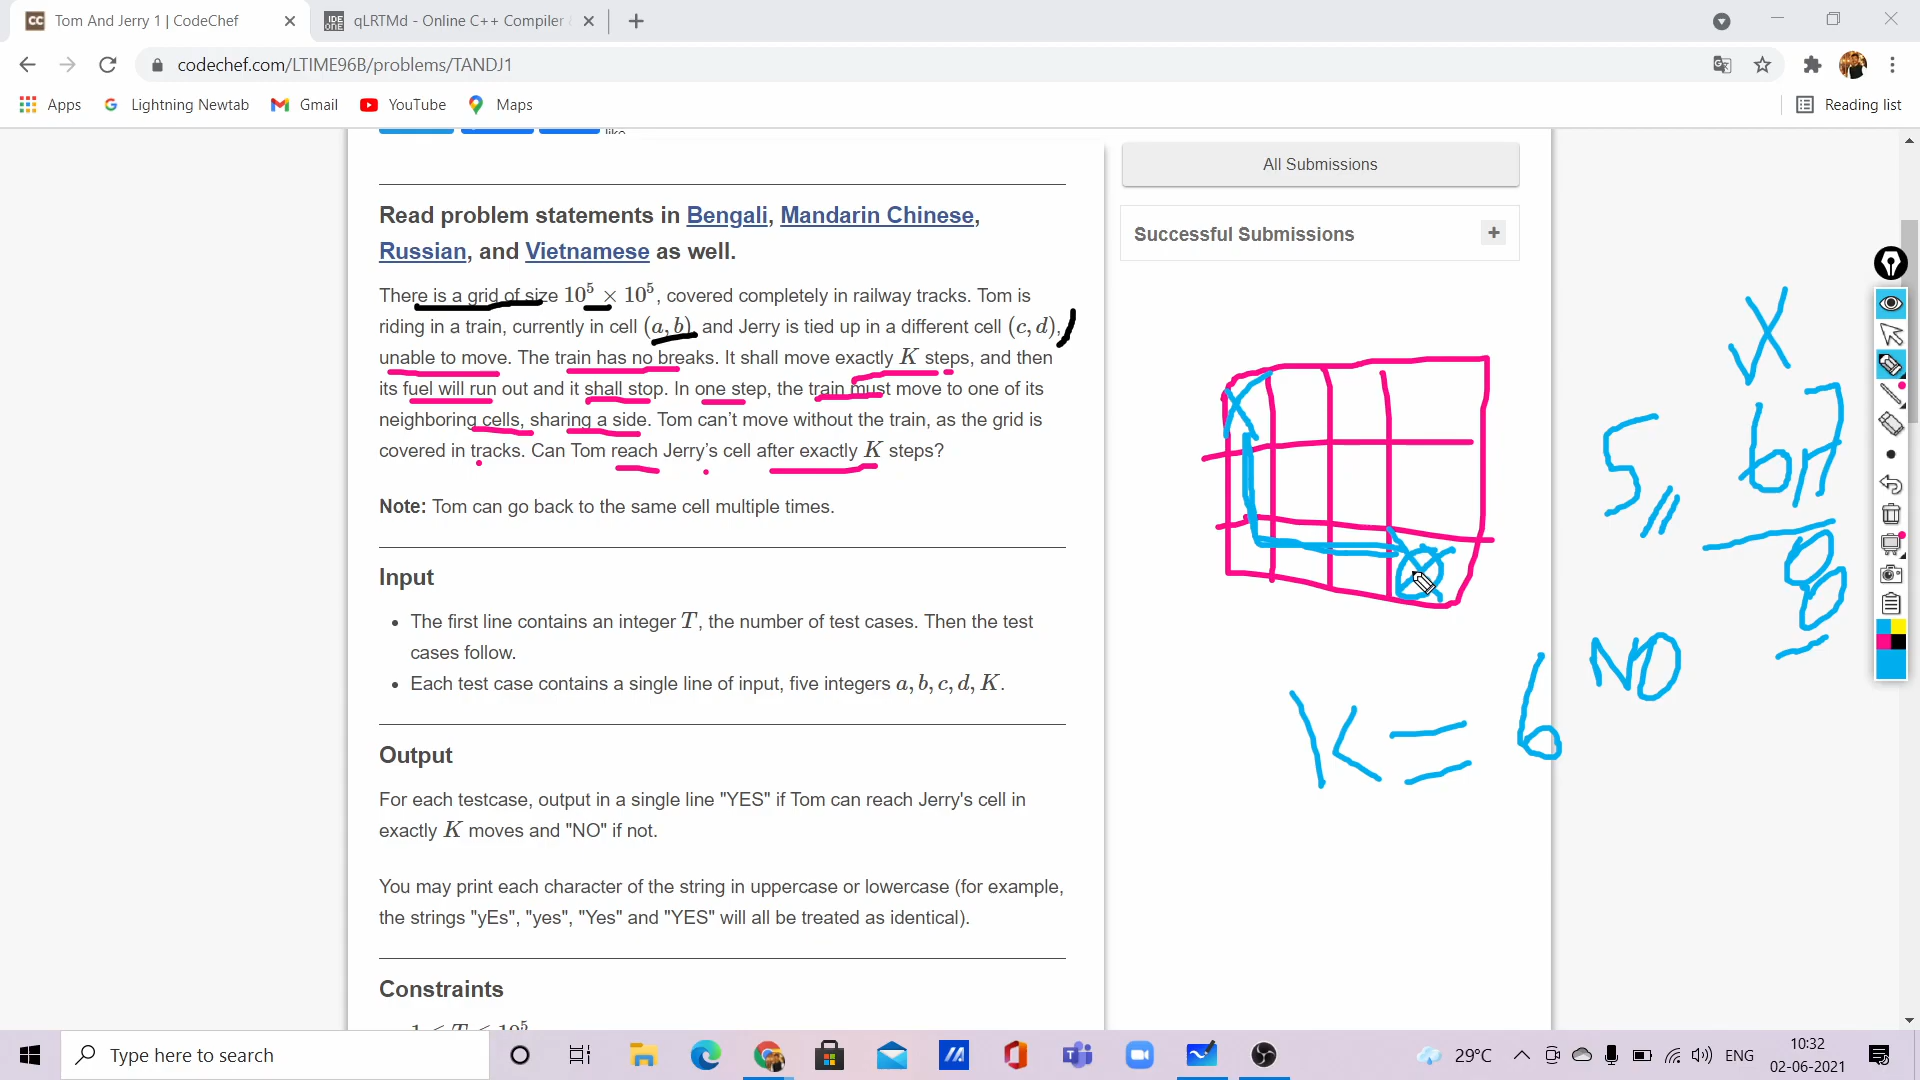 Tom And Jerry 1 | CodeChef
qLRTMd - Online C++ Compiler
codechef.com/LTIME96B/problems/TANDJ1
Apps
Lightning Newtab
Gmail
YouTube
Maps
Reading list
All Submissions
Successful Submissions
Read problem statements in Bengali, Mandarin Chinese,
Russian, and Vietnamese as well.
There is a grid of size 10^5 × 10^5, covered completely in railway tracks. Tom is
riding in a train, currently in cell (a, b), and Jerry is tied up in a different cell (c, d),
unable to move. The train has no breaks. It shall move exactly K steps, and then
its fuel will run out and it shall stop. In one step, the train must move to one of its
neighboring cells, sharing a side. Tom can't move without the train, as the grid is
covered in tracks. Can Tom reach Jerry's cell after exactly K steps?
Note: Tom can go back to the same cell multiple times.
Input
The first line contains an integer T, the number of test cases. Then the test
cases follow.
Each test case contains a single line of input, five integers a, b, c, d, K.
Output
For each testcase, output in a single line "YES" if Tom can reach Jerry's cell in
exactly K moves and "NO" if not.
You may print each character of the string in uppercase or lowercase (for example,
the strings "yEs", "yes", "Yes" and "YES" will all be treated as identical).
Constraints
1 ≤ T ≤ 10^5
5
6,7
8
NO
K = 6
Type here to search
29°C
ENG
10:32
02-06-2021